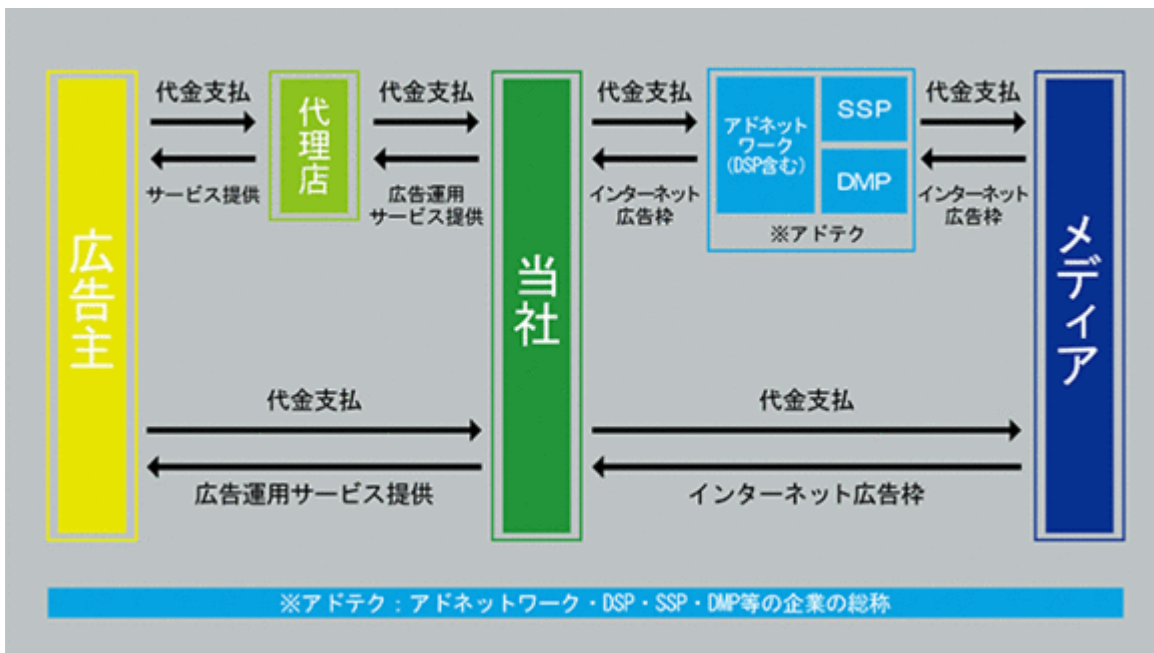 代金支払
代金支払
代金支払
代金支払
代理店
アドネット
ワーク
(DSP含む)
SSP
DMP
サービス提供
広告運用
サービス提供
インターネット
広告枠
インターネット
広告枠
※アドテク
広告主
当社
メディア
代金支払
代金支払
広告運用サービス提供
インターネット広告枠
※アドテク：アドネットワーク・DSP・SSP・DMP等の企業の総称